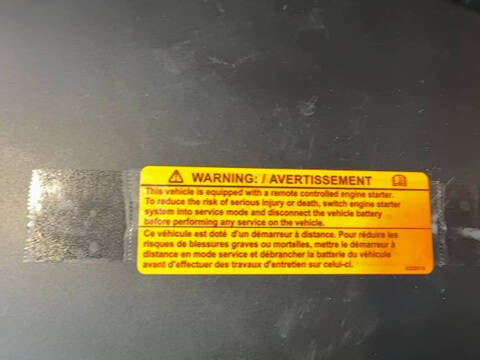 WARNING: / AVERTISSEMENT
This vehicle is equipped with a remote controlled engine starter.
To reduce the risk of serious injury or death, switch engine starter
system into service mode and disconnect the vehicle battery
before performing any service on the vehicle.
Ce véhicule est doté d'un démarreur à distance. Pour réduire les
risques de blessures graves ou mortelles, mettre le démarreur à
distance en mode service et débrancher la batterie du véhicule
avant d'effectuer des travaux d'entretien sur celui-ci.